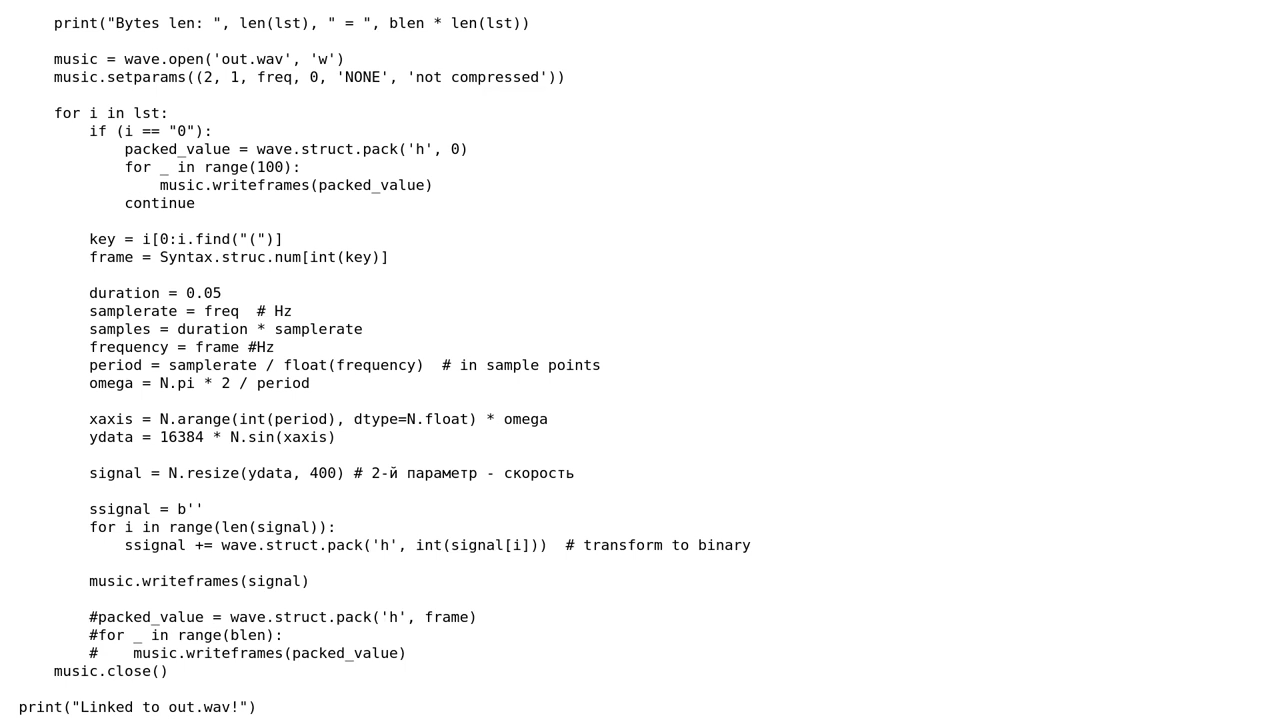 print("Bytes len: ", len(lst), " = ", blen * len(lst))

    music = wave.open('out.wav', 'w')
    music.setparams((2, 1, freq, 0, 'NONE', 'not compressed'))

    for i in lst:
        if (i == "0"):
            packed_value = wave.struct.pack('h', 0)
            for _ in range(100):
                music.writeframes(packed_value)
            continue

        key = i[0:i.find("(")]
        frame = Syntax.struc.num[int(key)]

        duration = 0.05
        samplerate = freq  # Hz
        samples = duration * samplerate
        frequency = frame #Hz
        period = samplerate / float(frequency)  # in sample points
        omega = N.pi * 2 / period

        xaxis = N.arange(int(period), dtype=N.float) * omega
        ydata = 16384 * N.sin(xaxis)

        signal = N.resize(ydata, 400) # 2-й параметр - скорость

        ssignal = b''
        for i in range(len(signal)):
            ssignal += wave.struct.pack('h', int(signal[i]))  # transform to binary

        music.writeframes(signal)

        #packed_value = wave.struct.pack('h', frame)
        #for _ in range(blen):
        #    music.writeframes(packed_value)
    music.close()

print("Linked to out.wav!")